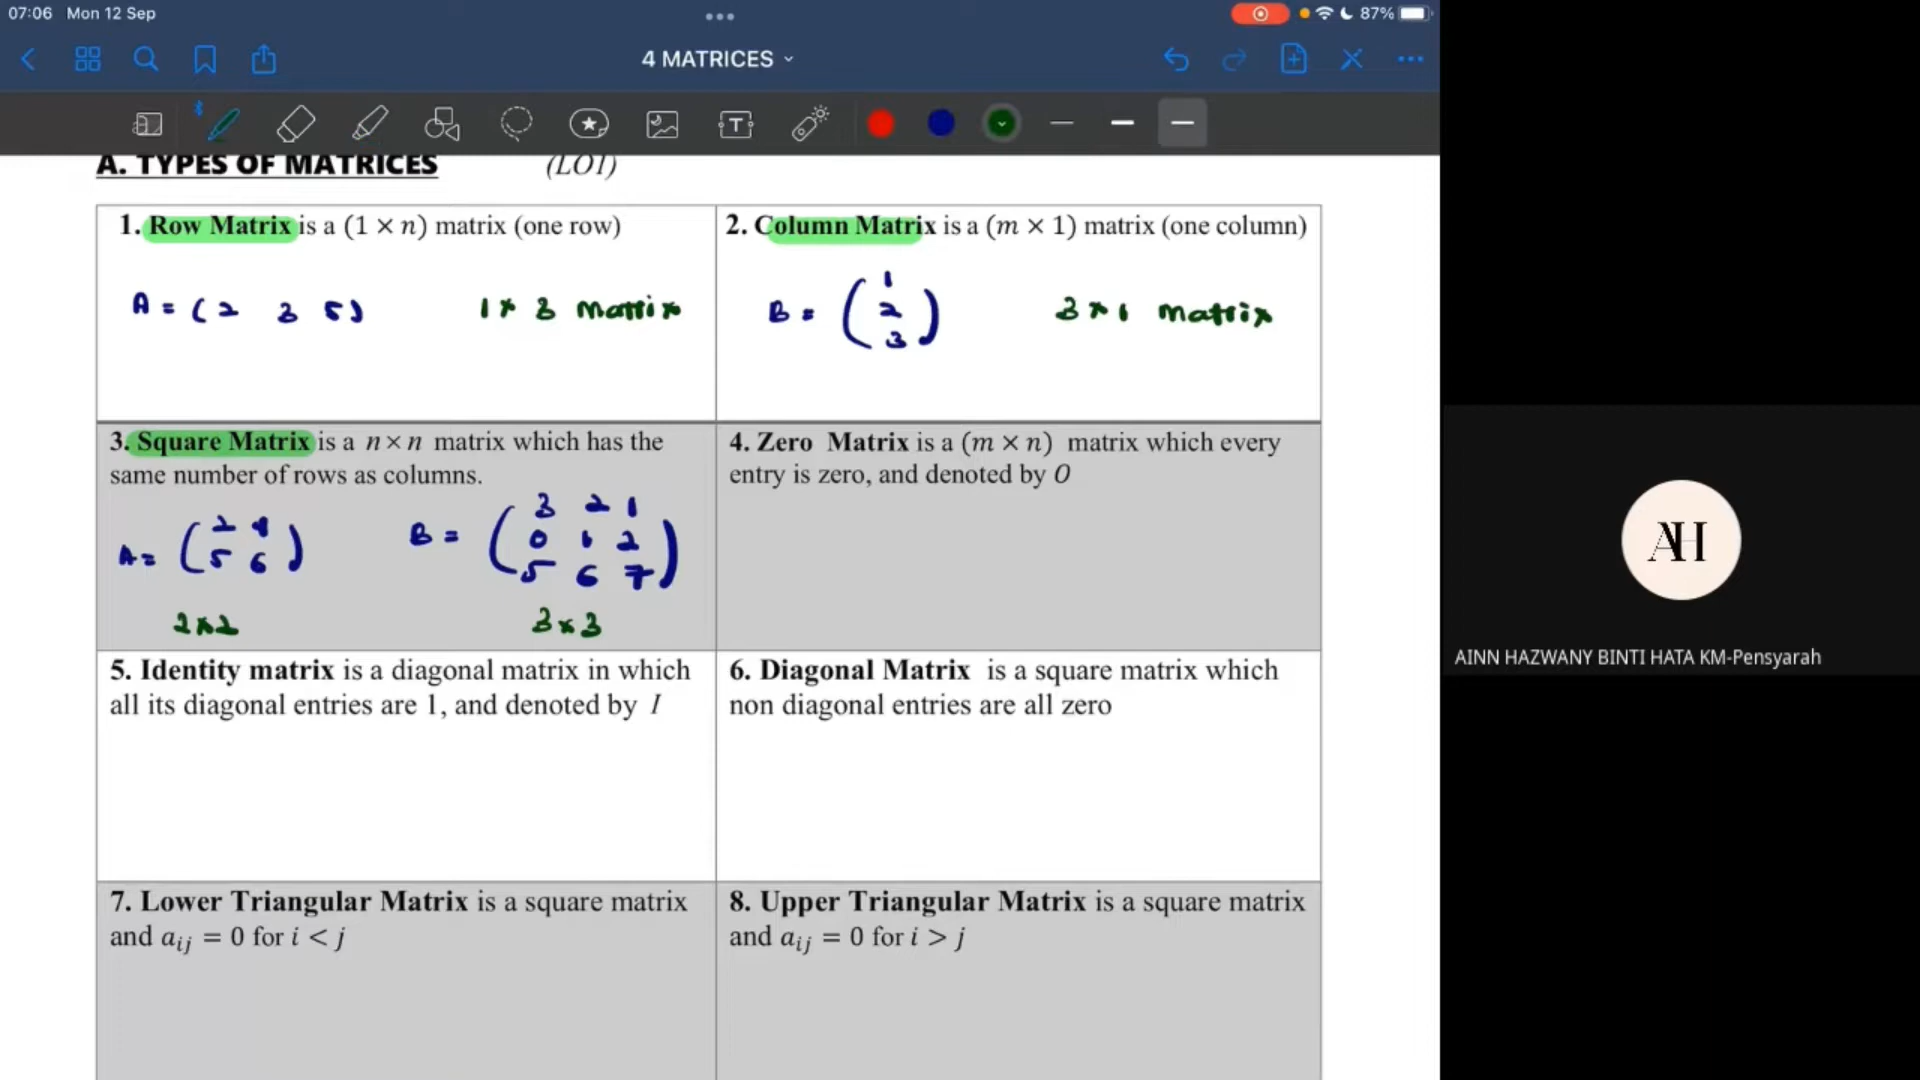 07:06 Mon 12 Sep
87%
4 MATRICES
A. TYPES OF MATRICES (LO1)
1. Row Matrix is a (1 × n) matrix (one row)
A = ( 2 3 5 ) 1 × 3 matrix
2. Column Matrix is a (m × 1) matrix (one column)
1
B = ( 2 ) 3 × 1 matrix
3
3. Square Matrix is a n × n matrix which has the
same number of rows as columns.
3 2 1
2 4 B = 0 1 2
A = 5 6 5 6 7
2×2 3×3
4. Zero Matrix is a (m × n) matrix which every
entry is zero, and denoted by O
5. Identity matrix is a diagonal matrix in which
all its diagonal entries are 1, and denoted by I
6. Diagonal Matrix is a square matrix which
non diagonal entries are all zero
7. Lower Triangular Matrix is a square matrix
and aij = 0 for i < j
8. Upper Triangular Matrix is a square matrix
and aij = 0 for i > j
AH
AINN HAZWANY BINTI HATA KM-Pensyarah